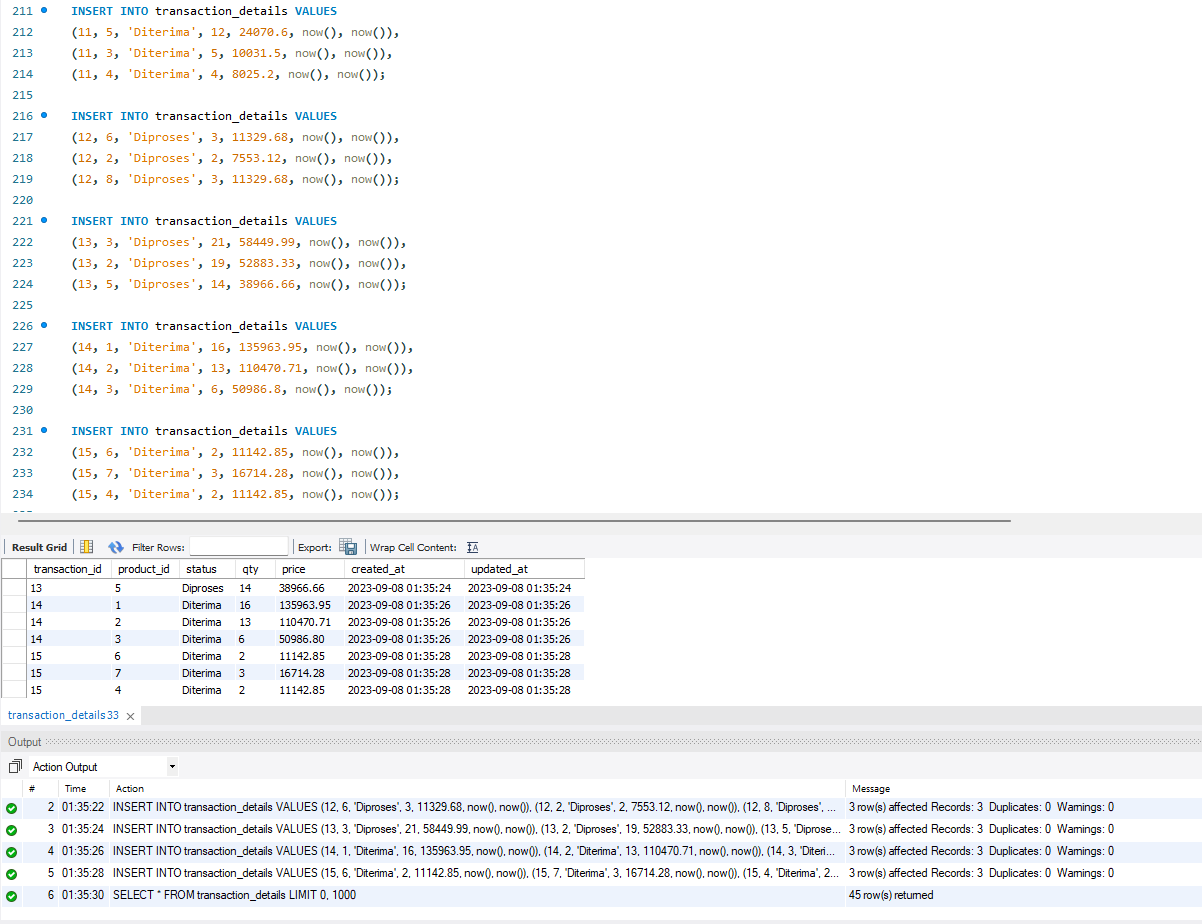 211 INSERT INTO transaction_details VALUES
212 (11, 5, 'Diterima', 12, 24070.6, now(), now()),
213 (11, 3, 'Diterima', 5, 10031.5, now(), now()),
214 (11, 4, 'Diterima', 4, 8025.2, now(), now());
215
216 INSERT INTO transaction_details VALUES
217 (12, 6, 'Diproses', 3, 11329.68, now(), now()),
218 (12, 2, 'Diproses', 2, 7553.12, now(), now()),
219 (12, 8, 'Diproses', 3, 11329.68, now(), now());
220
221 INSERT INTO transaction_details VALUES
222 (13, 3, 'Diproses', 21, 58449.99, now(), now()),
223 (13, 2, 'Diproses', 19, 52883.33, now(), now()),
224 (13, 5, 'Diproses', 14, 38966.66, now(), now());
225
226 INSERT INTO transaction_details VALUES
227 (14, 1, 'Diterima', 16, 135963.95, now(), now()),
228 (14, 2, 'Diterima', 13, 110470.71, now(), now()),
229 (14, 3, 'Diterima', 6, 50986.8, now(), now());
230
231 INSERT INTO transaction_details VALUES
232 (15, 6, 'Diterima', 2, 11142.85, now(), now()),
233 (15, 7, 'Diterima', 3, 16714.28, now(), now()),
234 (15, 4, 'Diterima', 2, 11142.85, now(), now());
Result Grid Filter Rows: Export: Wrap Cell Content: IA
transaction_id product_id status qty price created_at updated_at
13 5 Diproses 14 38966.66 2023-09-08 01:35:24 2023-09-08 01:35:24
14 1 Diterima 16 135963.95 2023-09-08 01:35:26 2023-09-08 01:35:26
14 2 Diterima 13 110470.71 2023-09-08 01:35:26 2023-09-08 01:35:26
14 3 Diterima 6 50986.80 2023-09-08 01:35:26 2023-09-08 01:35:26
15 6 Diterima 2 11142.85 2023-09-08 01:35:28 2023-09-08 01:35:28
15 7 Diterima 3 16714.28 2023-09-08 01:35:28 2023-09-08 01:35:28
15 4 Diterima 2 11142.85 2023-09-08 01:35:28 2023-09-08 01:35:28
transaction_details33 ×
Output
Action Output
# Time Action Message
2 01:35:22 INSERT INTO transaction_details VALUES (12, 6, 'Diproses', 3, 11329.68, now(), now()), (12, 2, 'Diproses', 2, 7553.12, now(), now()), (12, 8, 'Diproses', ... 3 row(s) affected Records: 3 Duplicates: 0 Warnings: 0
3 01:35:24 INSERT INTO transaction_details VALUES (13, 3, 'Diproses', 21, 58449.99, now(), now()), (13, 2, 'Diproses', 19, 52883.33, now(), now()), (13, 5, 'Diprose... 3 row(s) affected Records: 3 Duplicates: 0 Warnings: 0
4 01:35:26 INSERT INTO transaction_details VALUES (14, 1, 'Diterima', 16, 135963.95, now(), now()), (14, 2, 'Diterima', 13, 110470.71, now(), now()), (14, 3, 'Diteri... 3 row(s) affected Records: 3 Duplicates: 0 Warnings: 0
5 01:35:28 INSERT INTO transaction_details VALUES (15, 6, 'Diterima', 2, 11142.85, now(), now()), (15, 7, 'Diterima', 3, 16714.28, now(), now()), (15, 4, 'Diterima', 2... 3 row(s) affected Records: 3 Duplicates: 0 Warnings: 0
6 01:35:30 SELECT * FROM transaction_details LIMIT 0, 1000 45 row(s) returned